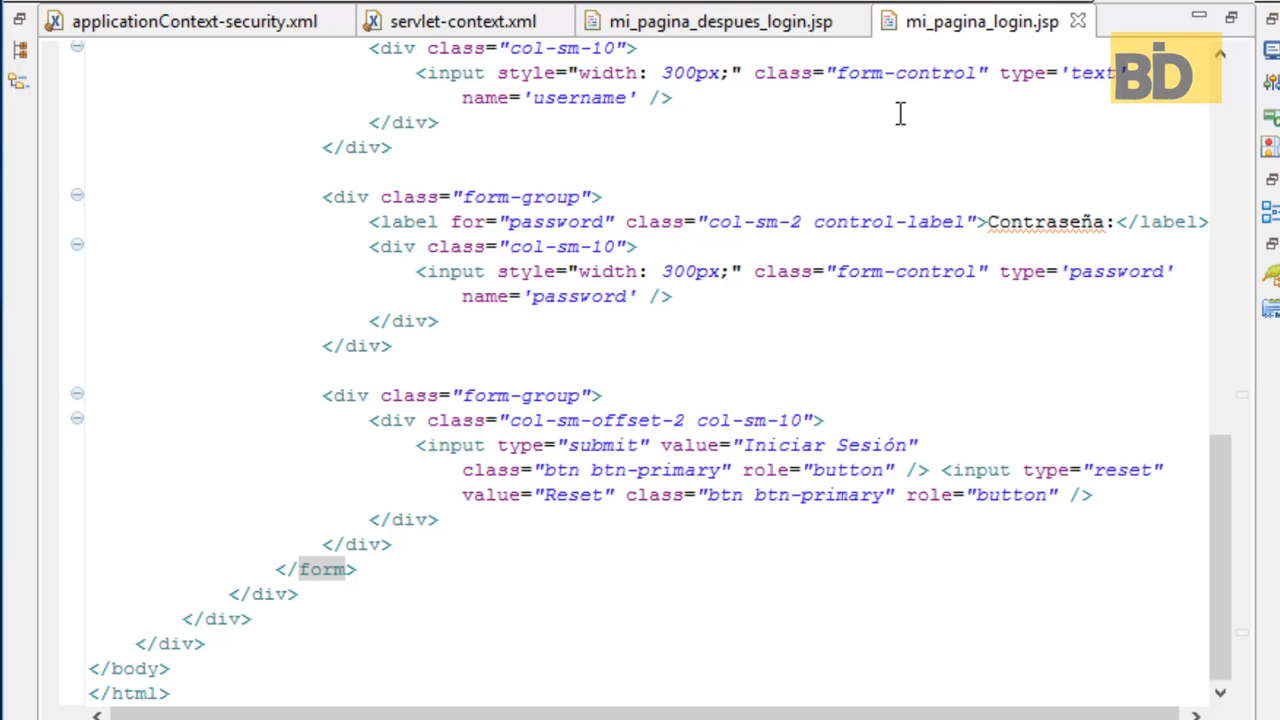 applicationContext-security.xml servlet-context.xml mi_pagina_despues_login.jsp mi_pagina_login.jsp
<div class="col-sm-10">
<input style="width: 300px;" class="form-control" type='text'
BD
name='username' />
</div>
</div>
<div class="form-group">
<label for="password" class="col-sm-2 control-label">Contraseña:</label>
<div class="col-sm-10">
<input style="width: 300px;" class="form-control" type='password'
name='password' />
</div>
</div>
<div class="form-group">
<div class="col-sm-offset-2 col-sm-10">
<input type="submit" value="Iniciar Sesión"
class="btn btn-primary" role="button" /> <input type="reset"
value="Reset" class="btn btn-primary" role="button" />
</div>
</div>
</form>
</div>
</div>
</div>
</body>
</html>